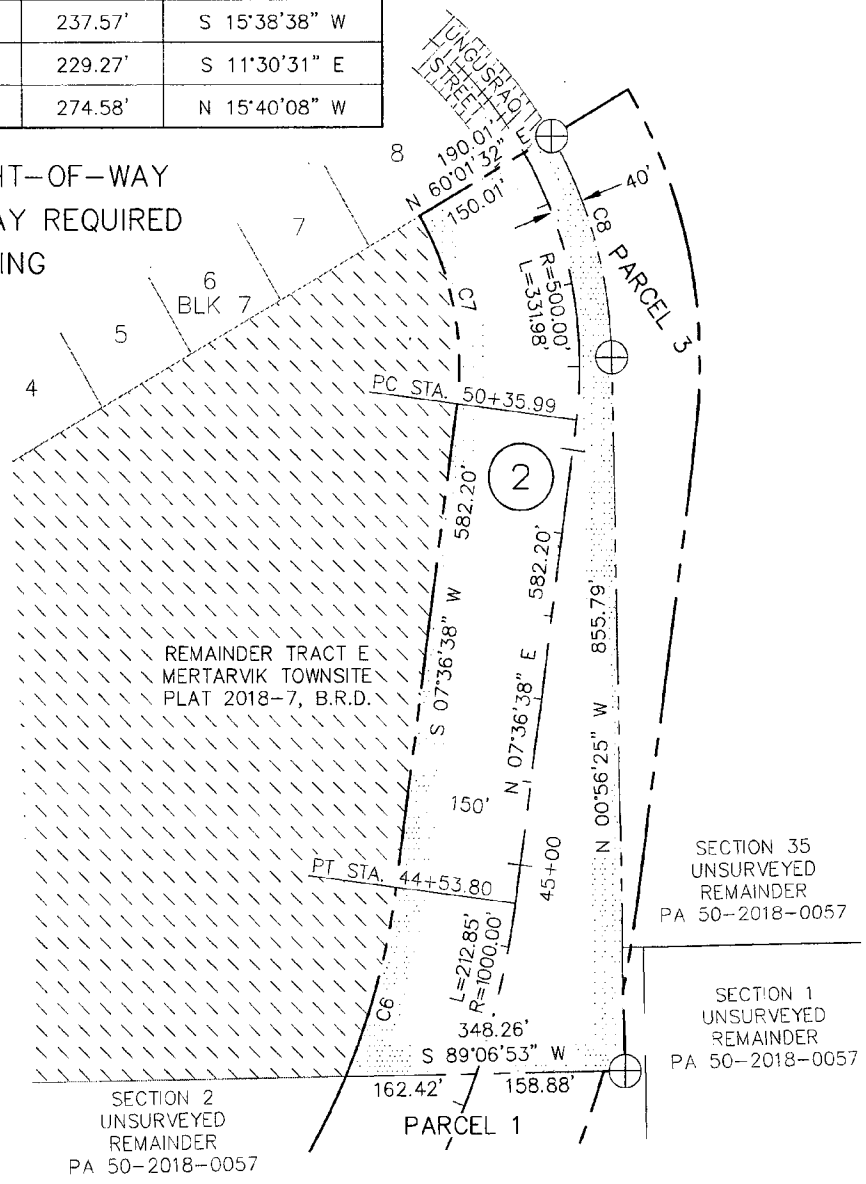 237.57' S 15°38'38" W
229.27' S 11°30'31" E
274.58' N 15°40'08" W
HT-OF-WAY
AY REQUIRED
ING
UNGUSRAQ
STREET
190.01'
N 60°01'32" E
150.01'
40'
C8
PARCEL 3
8
7
6
BLK 7
5
4
C7
R=500.00'
L=331.98'
PC STA. 50+35.99
2
582.20'
S 07°36'38" W
582.20'
N 07°36'38" E
855.79'
N 00°56'25" W
REMAINDER TRACT E
MERTARVIK TOWNSITE
PLAT 2018-7, B.R.D.
150'
45+00
PT STA. 44+53.80
C6
L=212.85'
R=1000.00'
348.26'
S 89°06'53" W
162.42' 158.88'
PARCEL 1
SECTION 35
UNSURVEYED
REMAINDER
PA 50-2018-0057
SECTION 1
UNSURVEYED
REMAINDER
PA 50-2018-0057
SECTION 2
UNSURVEYED
REMAINDER
PA 50-2018-0057